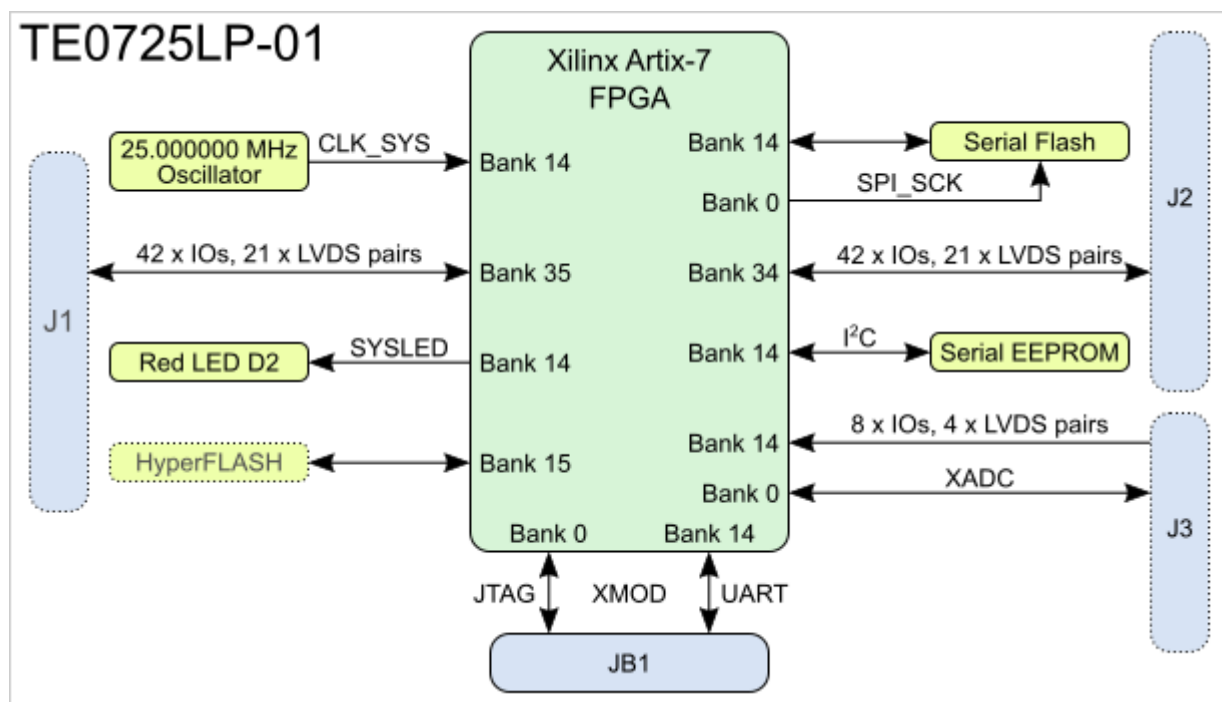 TE0725LP-01
Xilinx Artix-7
FPGA
25.000000 MHz
Oscillator
CLK_SYS
Bank 14
Bank 14
Serial Flash
SPI_SCK
Bank 0
J2
42 x IOs, 21 x LVDS pairs
Bank 35
Bank 34
42 x IOs, 21 x LVDS pairs
J1
Red LED D2
SYSLED
Bank 14
Bank 14
I²C
Serial EEPROM
HyperFLASH
Bank 15
Bank 14
8 x IOs, 4 x LVDS pairs
Bank 0
XADC
J3
Bank 0
Bank 14
JTAG
XMOD
UART
JB1